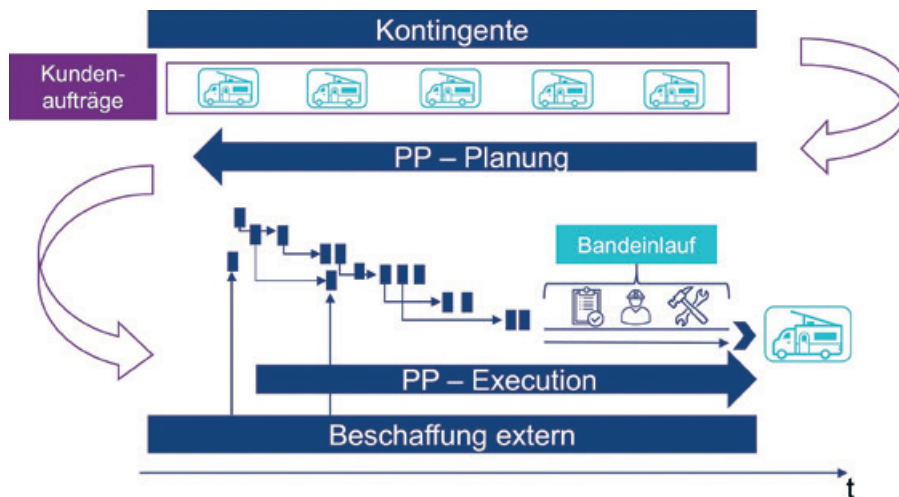 Kontingente
Kunden-
aufträge
PP – Planung
Bandeinlauf
PP – Execution
Beschaffung extern
t